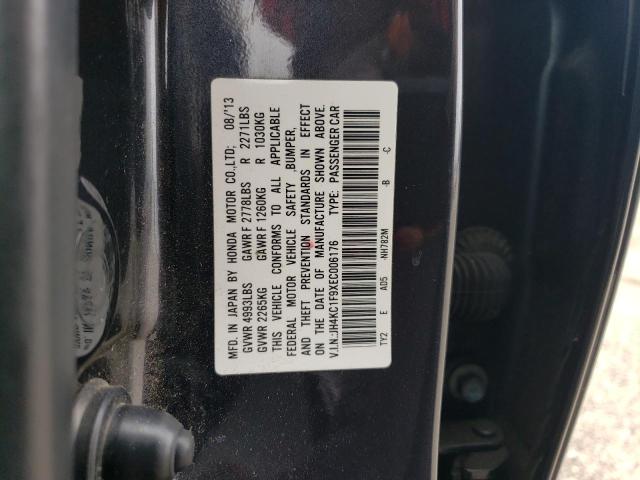 MFD. IN JAPAN BY HONDA MOTOR CO.,LTD; 08/'13
GVWR 4993LBS GAWR F 2778LBS R 2271LBS
GVWR 2265KG GAWR F 1260KG R 1030KG
THIS VEHICLE CONFORMS TO ALL APPLICABLE
FEDERAL MOTOR VEHICLE SAFETY ,BUMPER,
AND THEFT PREVENTION STANDARDS IN EFFECT
ON THE DATE OF MANUFACTURE SHOWN ABOVE.
V.I.N.:JH4KC1F9XEC006176 TYPE: PASSENGER CAR
TY2 E AD5 -NH782M -B -C